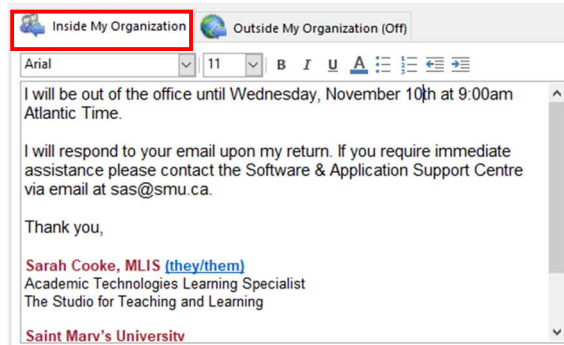 Inside My Organization
Outside My Organization (Off)
Arial
11
B I U A
I will be out of the office until Wednesday, November 10th at 9:00am
Atlantic Time.
I will respond to your email upon my return. If you require immediate
assistance please contact the Software & Application Support Centre
via email at sas@smu.ca.
Thank you,
Sarah Cooke, MLIS (they/them)
Academic Technologies Learning Specialist
The Studio for Teaching and Learning
Saint Mary's University